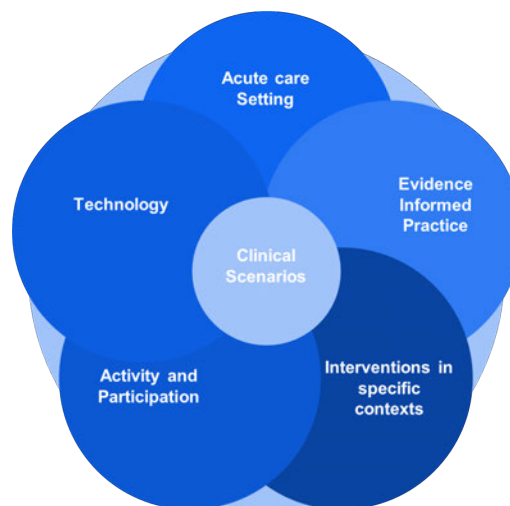 Acute care
Setting
Technology
Evidence
Informed
Practice
Clinical
Scenarios
Activity and
Participation
Interventions in
specific
contexts